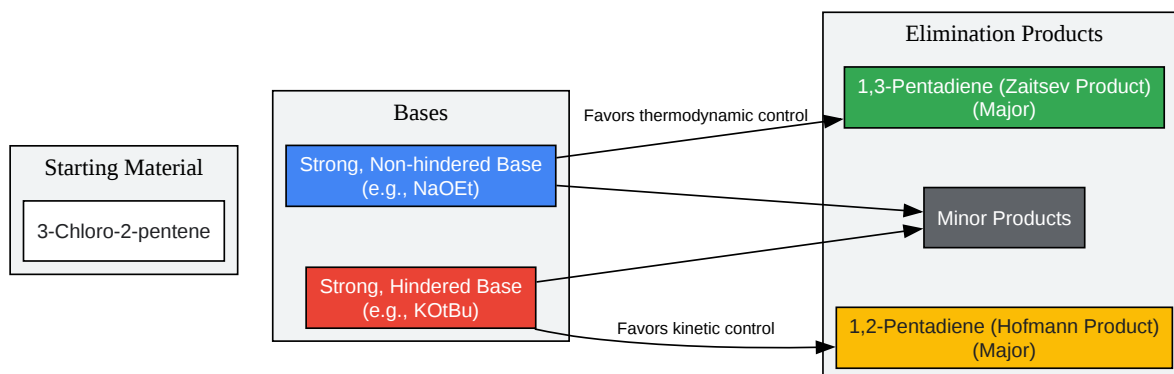 Starting Material
3-Chloro-2-pentene
Bases
Strong, Non-hindered Base
(e.g., NaOEt)
Strong, Hindered Base
(e.g., KOtBu)
Favors thermodynamic control
Favors kinetic control
Elimination Products
1,3-Pentadiene (Zaitsev Product)
(Major)
Minor Products
1,2-Pentadiene (Hofmann Product)
(Major)